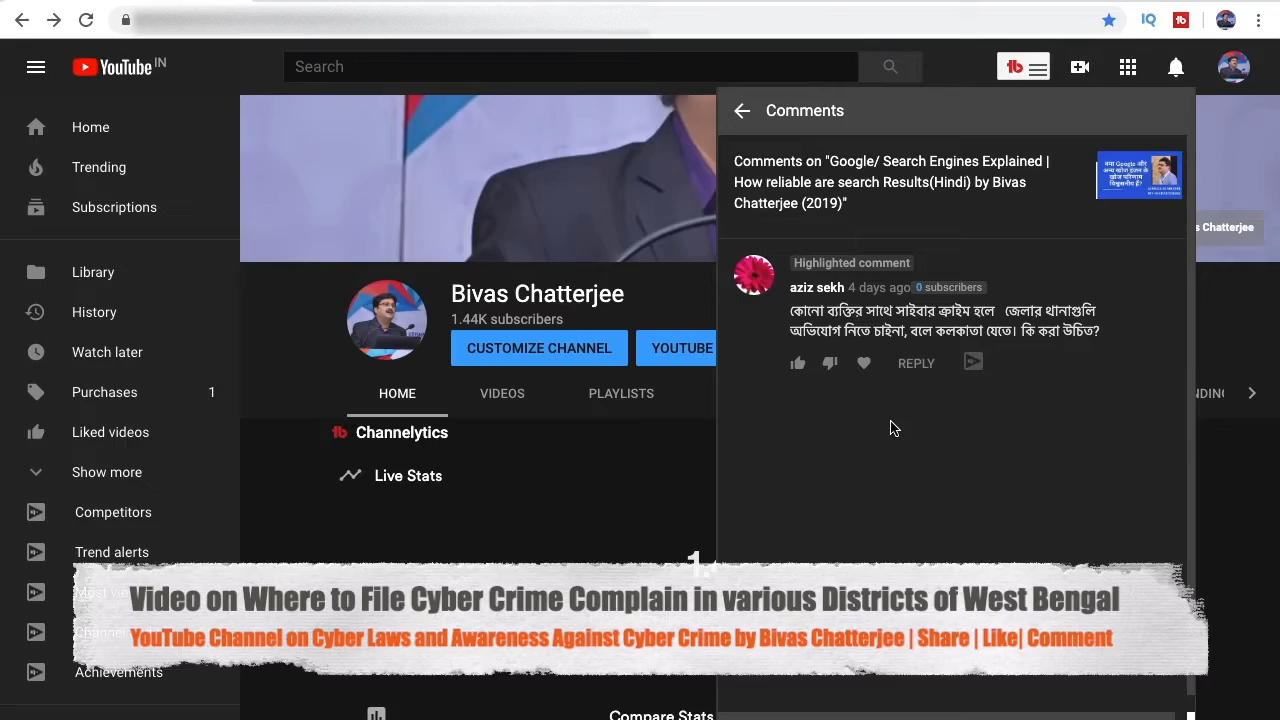 YouTube IN
Search
Home
Trending
Subscriptions
Library
History
Watch later
Purchases 1
Liked videos
Show more
Competitors
Trend alerts
Achievements
Bivas Chatterjee
1.44K subscribers
CUSTOMIZE CHANNEL
YOUTUBE
HOME
VIDEOS
PLAYLISTS
tb Channelytics
Live Stats
Compare Stats
Comments
Comments on "Google/ Search Engines Explained |
How reliable are search Results(Hindi) by Bivas
Chatterjee (2019)"
क्या Google और
s Chatterjee
Highlighted comment
aziz sekh 4 days ago 0 subscribers
কোনো ব্যক্তির সাথে সাইবার ক্রাইম হলে জেলার থানাগুলি
অভিযোগ নিতে চাইনা, বলে কলকাতা যেতে। কি করা উচিত?
REPLY
Video on Where to File Cyber Crime Complain in various Districts of West Bengal
YouTube Channel on Cyber Laws and Awareness Against Cyber Crime by Bivas Chatterjee | Share | Like| Comment